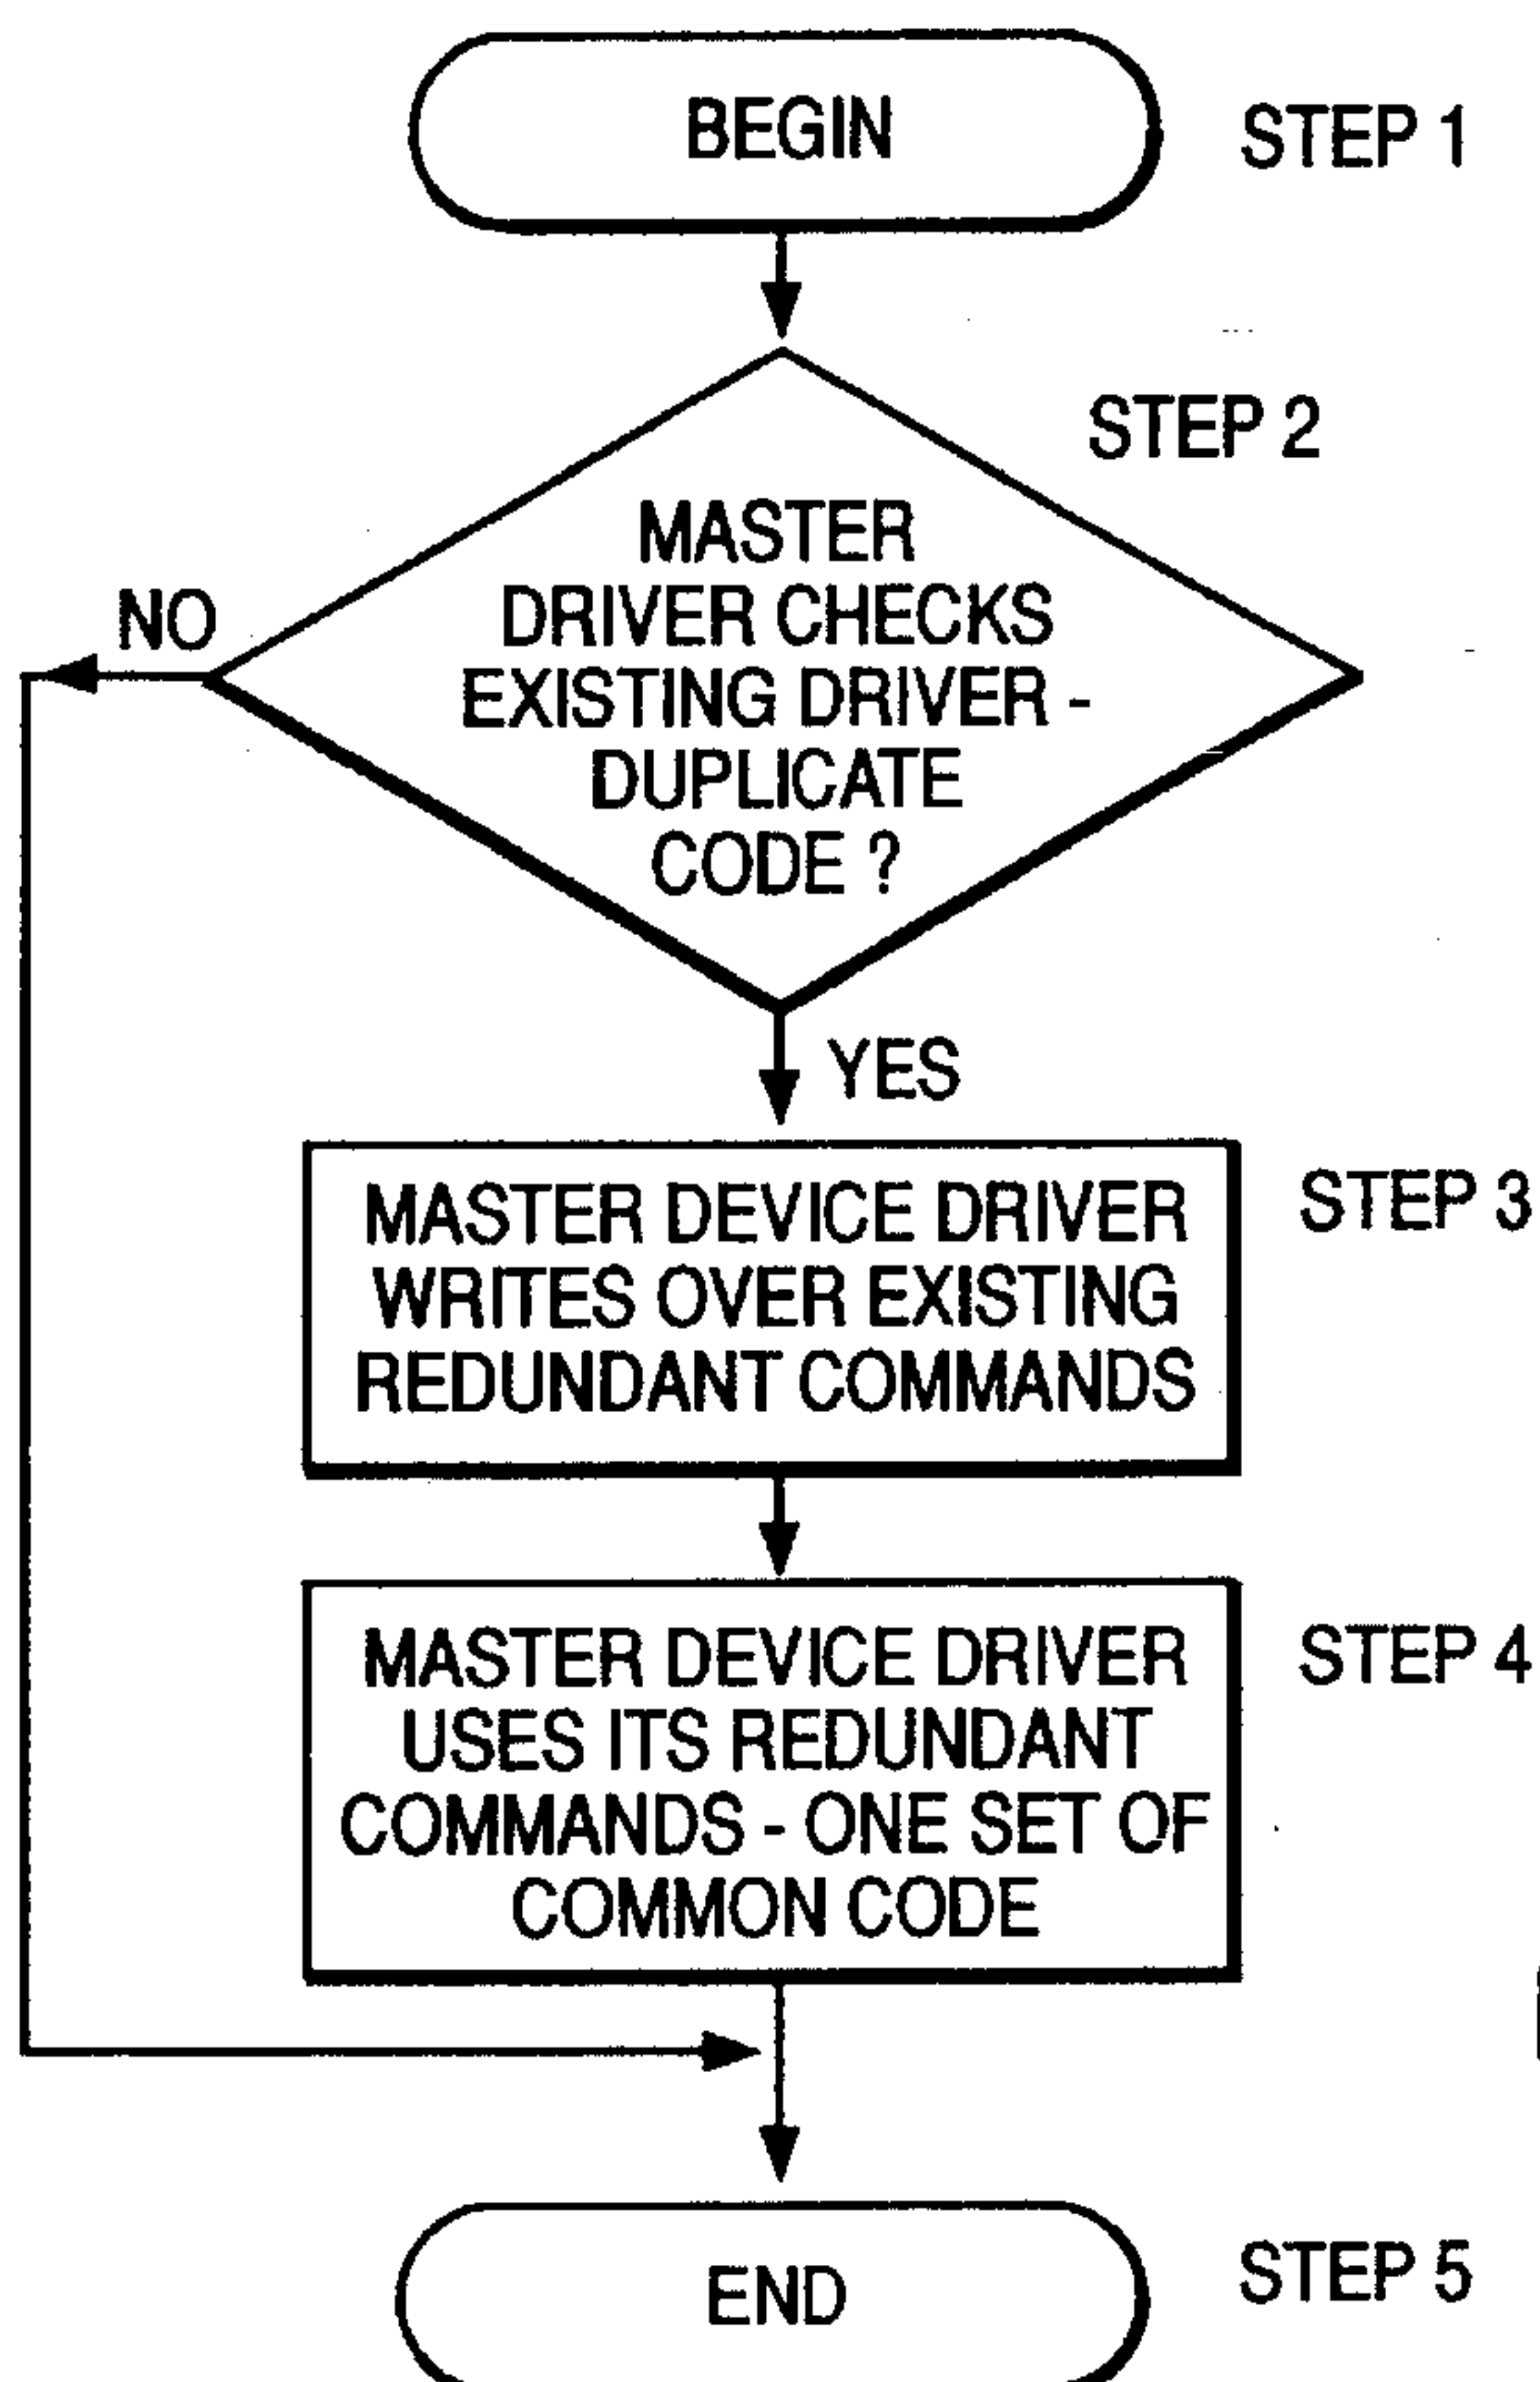 BEGIN
STEP 1
STEP 2
MASTER
DRIVER CHECKS
EXISTING DRIVER -
DUPLICATE
CODE ?
NO
YES
MASTER DEVICE DRIVER
WRITES OVER EXISTING
REDUNDANT COMMANDS
STEP 3
MASTER DEVICE DRIVER
USES ITS REDUNDANT
COMMANDS - ONE SET OF
COMMON CODE
STEP 4
END
STEP 5